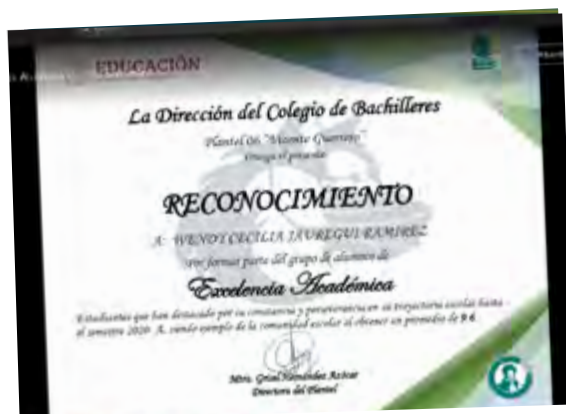 EDUCACIÓN
La Dirección del Colegio de Bachilleres
Plantel 06 "Vicente Guerrero"
Otorga el presente
RECONOCIMIENTO
A: WENDY CECILIA JAUREGUI RAMIREZ
Por formar parte del grupo de alumnos de
Excelencia Académica
Estudiantes que han destacado por su constancia y perseverancia en su trayectoria escolar hasta
el semestre 2020-A, siendo ejemplo de la comunidad escolar al obtener un promedio de 9.6
Mtra. Hernández
Directora del Plantel